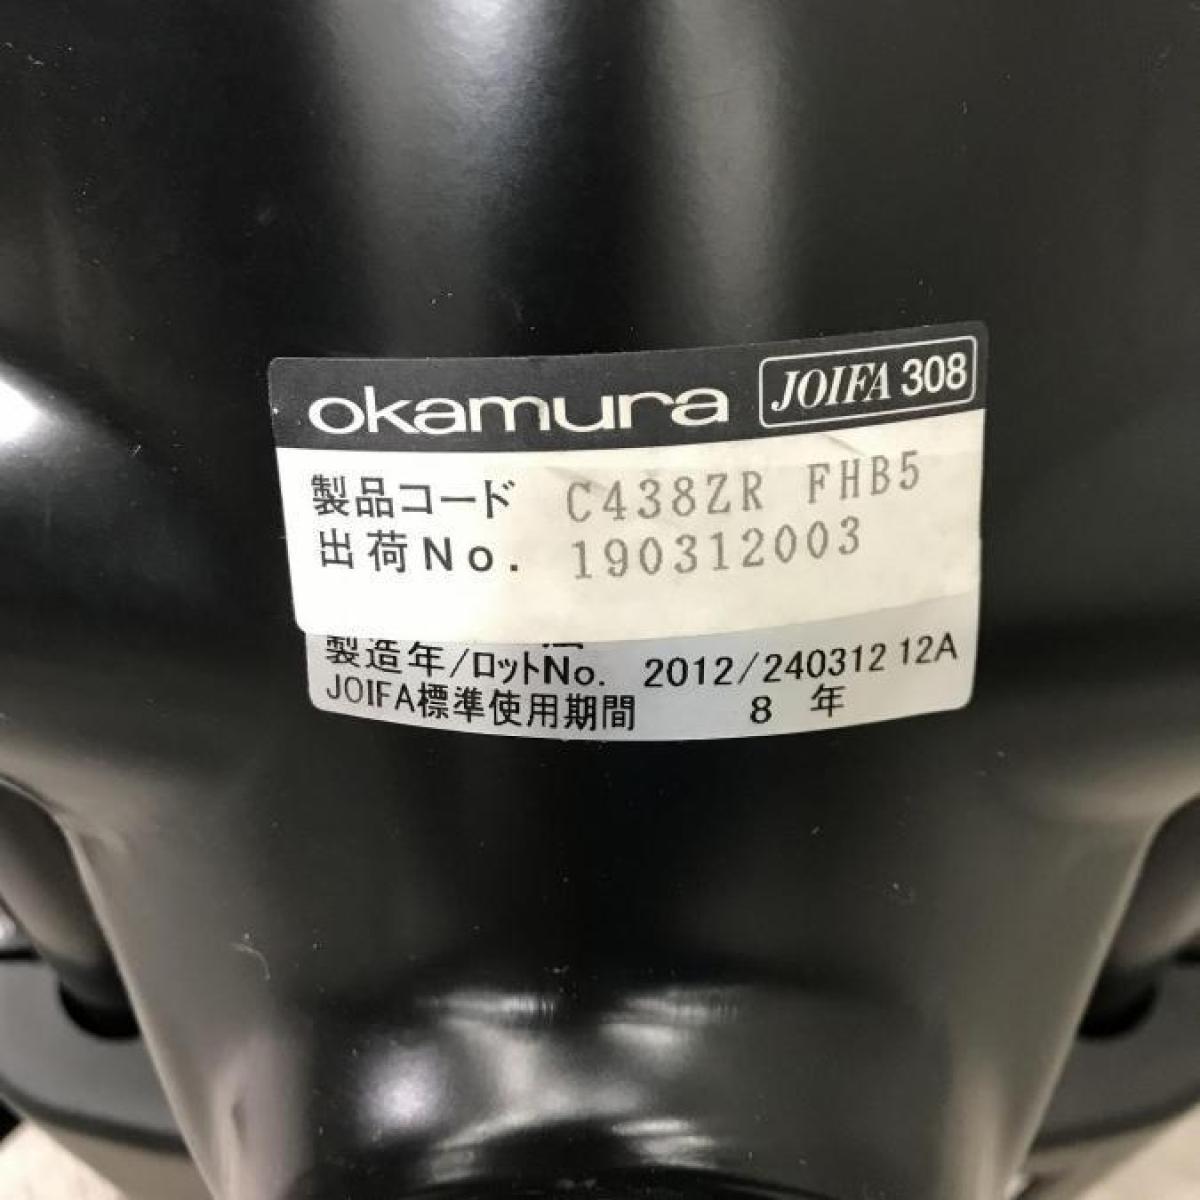 okamura JOIFA 308
製品コード C438ZR FHB5
出荷No. 190312003
製造年/ロットNo. 2012/240312 12A
JOIFA標準使用期間 8 年